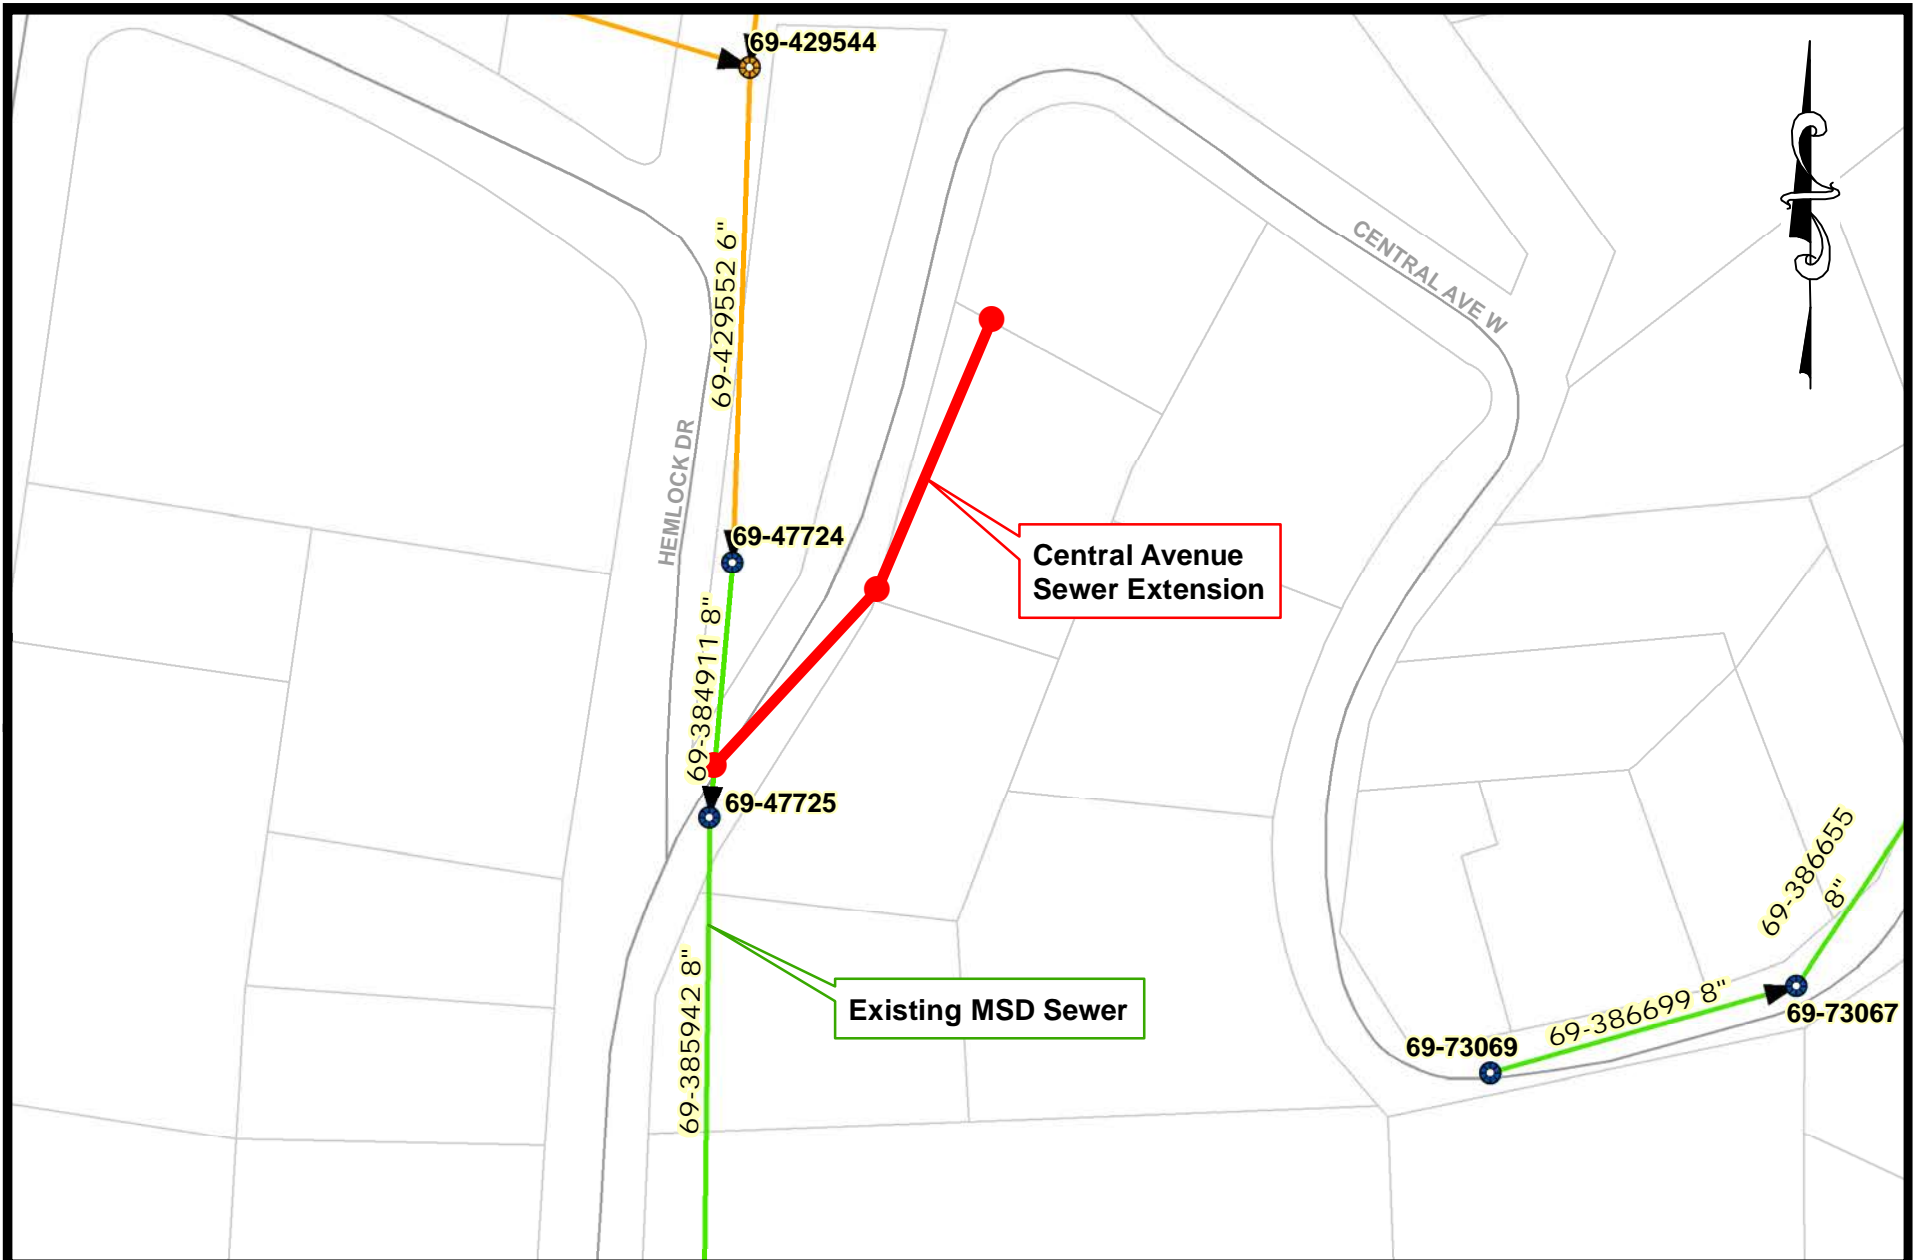 69-429544
69-429552 6"
CENTRAL AVE W
HEMLOCK DR
69-47724
Central Avenue
Sewer Extension
69-384911 8"
69-47725
69-386655
8"
Existing MSD Sewer
69-385942 8"
69-386699 8"
69-73067
69-73069